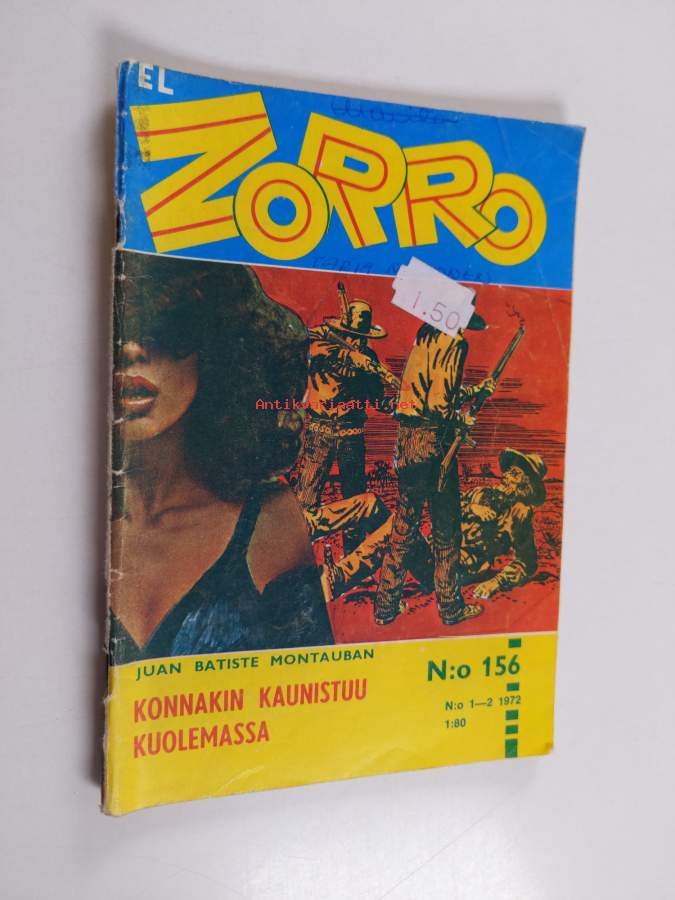 EL
ZORRO
1.50
Antikvariaatti.net
JUAN BATISTE MONTAUBAN
KONNAKIN KAUNISTUU
KUOLEMASSA
N:o 156
N:o 1—2 1972
1:80